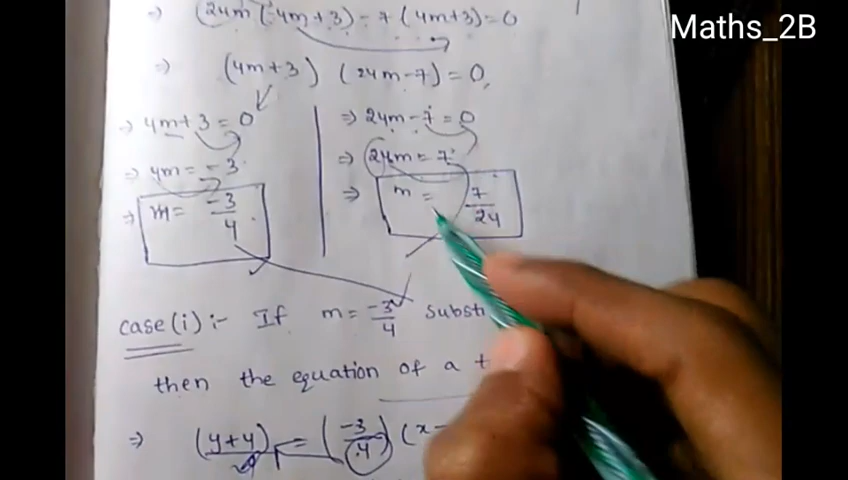 Maths_2B
⇒ 24m(4m+3)-7(4m+3)=0
⇒ (4m+3) (24m-7)=0
⇒ 4m+3=0
⇒ 4m=-3
⇒ m= -3/4
⇒ 24m-7=0
⇒ 24m=7
⇒ m = 7/24
case(i):- If m= -3/4
then the equation of a
⇒ (y+4) = (-3/4) (x-